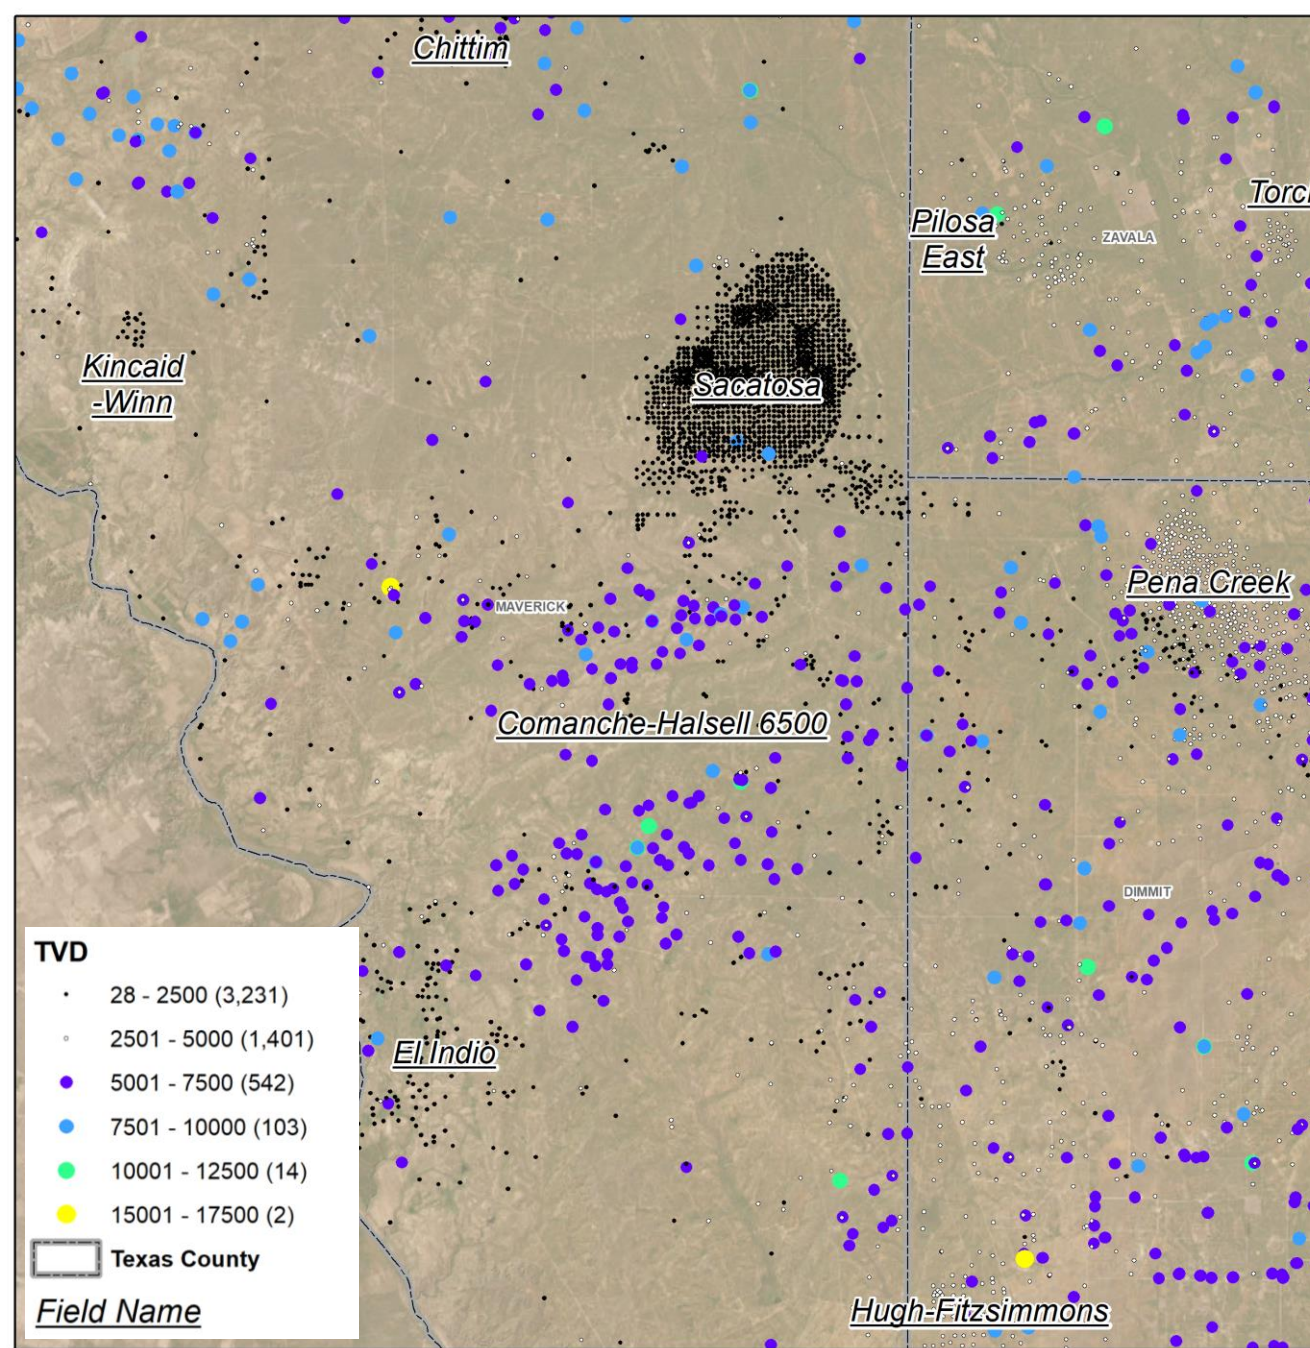 Chittim
Torc
Pilosa
East
ZAVALA
Kincaid
-Winn
Sacatosa
Pena Creek
MAVERICK
Comanche-Halsell 6500
DIMMIT
TVD
28 - 2500 (3,231)
2501 - 5000 (1,401)
5001 - 7500 (542)
7501 - 10000 (103)
10001 - 12500 (14)
15001 - 17500 (2)
Texas County
Field Name
El Indio
Hugh-Fitzsimmons